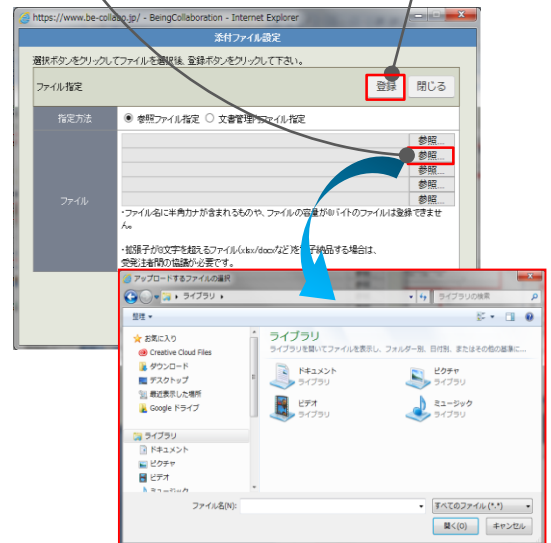 https://www.be-collabo.jp/ - BeingCollaboration - Internet Explorer
添付ファイル設定
選択ボタンをクリックしてファイルを選択後、登録ボタンをクリックして下さい。
ファイル指定
登録
閉じる
指定方法
参照ファイル指定 文書管理内ファイル指定
ファイル
参照...
参照...
参照...
参照...
参照...
・ファイル名に半角カナが含まれるものや、ファイルの容量が0バイトのファイルは登録できませ
ん。
・拡張子が3文字を超えるファイル(xlsx/docxなど)を電子納品する場合は、
受発注者間の協議が必要です。
アップロードするファイルの選択
ライブラリ
ライブラリの検索
整理
お気に入り
Creative Cloud Files
ダウンロード
デスクトップ
最近表示した場所
Google ドライブ
ライブラリ
ドキュメント
ピクチャ
ビデオ
ミュージック
ライブラリ
ライブラリを開いてファイルを表示し、フォルダー別、日付別、またはその他の基準に...
ドキュメント
ライブラリ
ピクチャ
ライブラリ
ビデオ
ライブラリ
ミュージック
ライブラリ
ファイル名(N):
すべてのファイル (*.*)
開く(O)
キャンセル